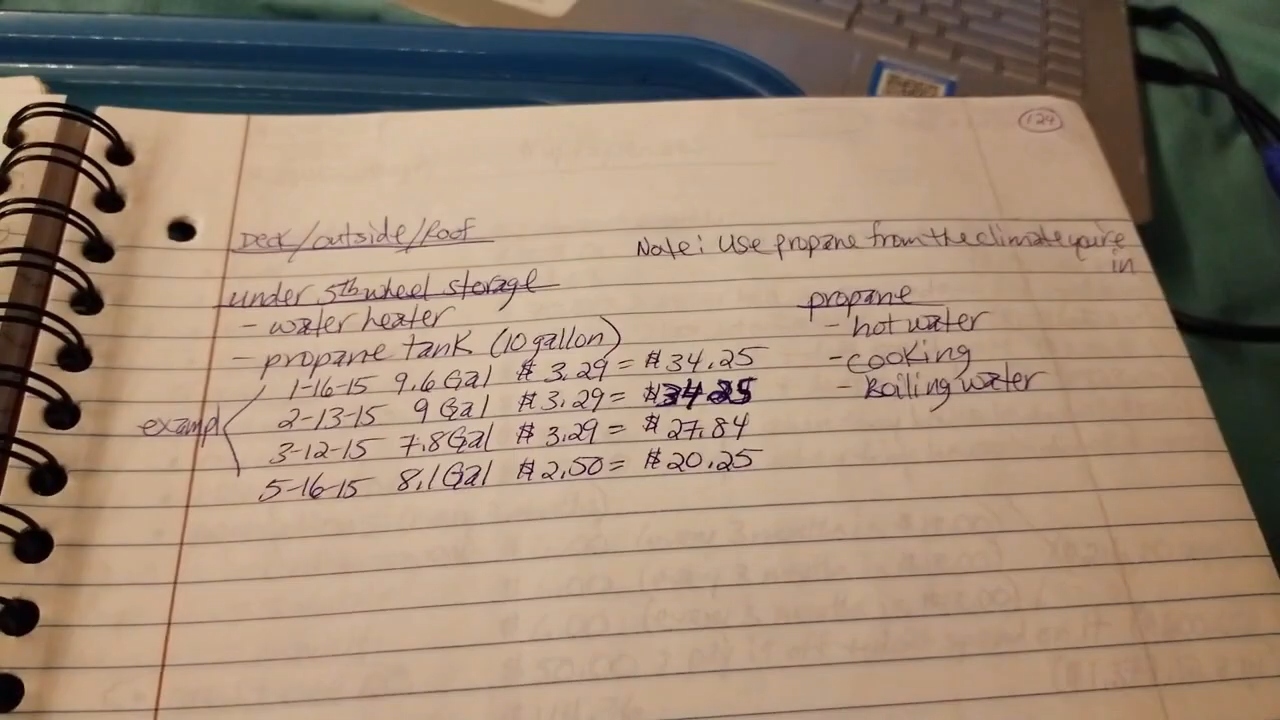 124
Deck/outside/Roof
Note: Use propane from the climate you're
in
under 5th wheel storage
- water heater
- propane tank (10 gallon)
1-16-15 9.6 Gal $3.29 = $34.25
2-13-15 9 Gal $3.29 = $34.25
3-12-15 7.8 Gal $3.29 = $27.84
5-16-15 8.1 Gal $2.50 = $20.25
exampl
propane
- hot water
- cooking
- Boiling water